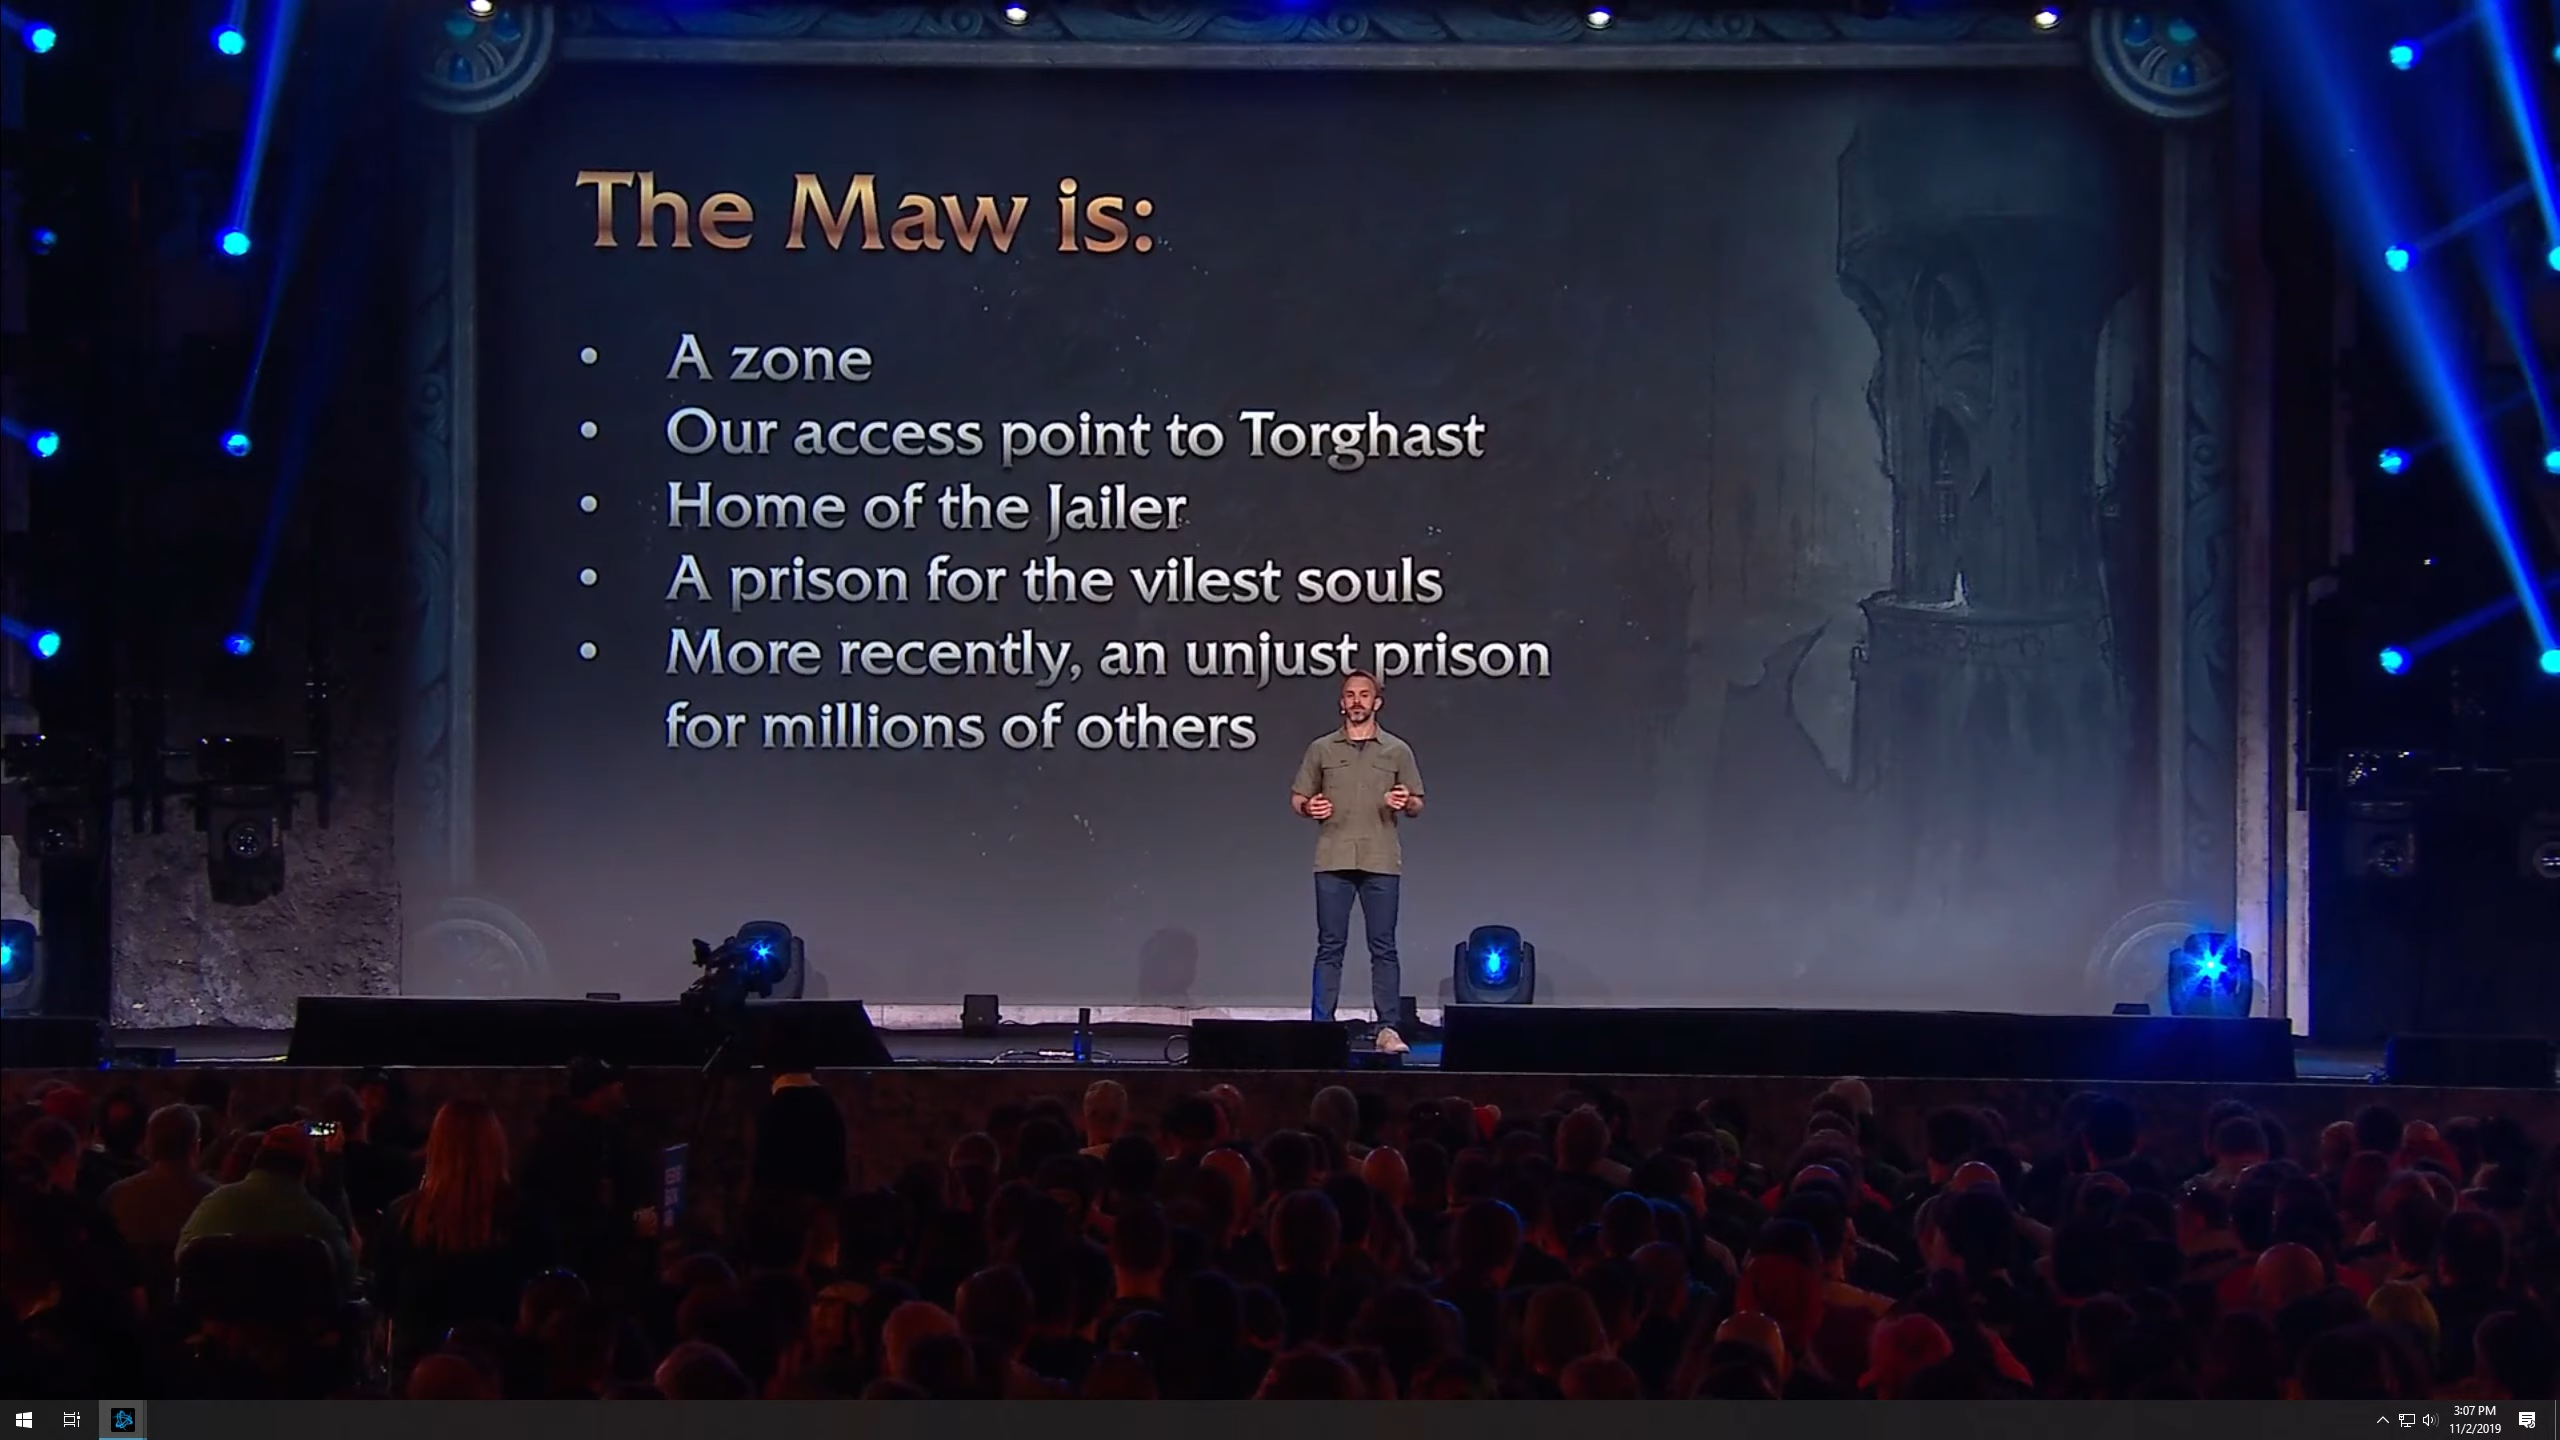 The Maw is:
• A zone
• Our access point to Torghast
• Home of the Jailer
• A prison for the vilest souls
• More recently, an unjust prison
for millions of others
3:07 PM
11/2/2019